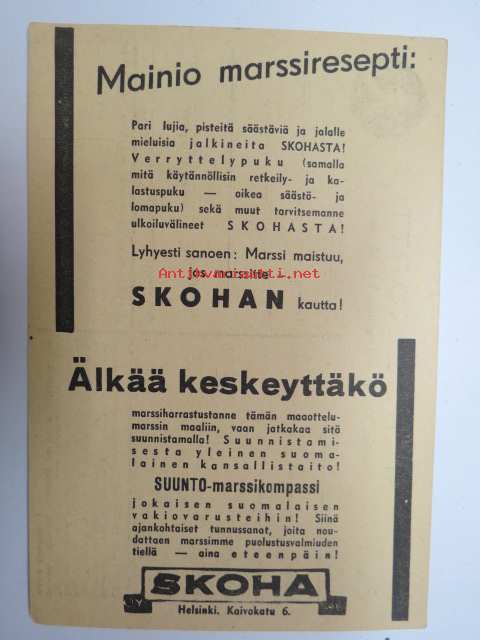 Mainio marssiresepti:
Pari lujia, pisteitä säästäviä ja jalalle
mieluisia jalkineita SKOHASTA!
Verryttelypuku (samalla
mitä käytännöllisin retkeily- ja ka-
lastuspuku — oikea säästö- ja
lomapuku) sekä muut tarvitsemanne
ulkoiluvälineet SKOHASTA!
Lyhyesti sanoen: Marssi maistuu,
jos marssitte —
Antikvariaatti.net
SKOHAN kautta!
Älkää keskeyttäkö
marssiharrastustanne tämän maaottelu-
marssin maaliin, vaan jatkakaa sitä
suunnistamalla! Suunnistami-
sesta yleinen suoma-
lainen kansallistaito!
SUUNTO-marssikompassi
jokaisen suomalaisen
vakiovarusteihin! Siinä
ajankohtaiset tunnussanat, joita nou-
dattaen marssimme puolustusvalmiuden
tiellä — aina eteenpäin!
SKOHA
OY
Helsinki. Kaivokatu 6.